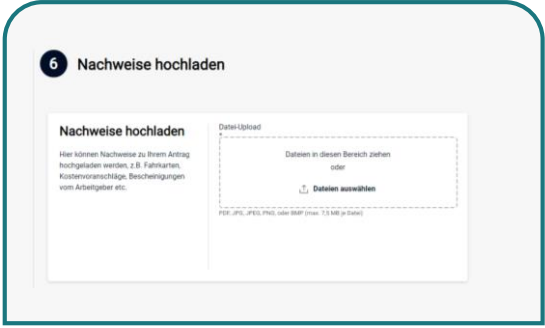 6 Nachweise hochladen
Nachweise hochladen
Hier können Nachweise zu Ihrem Antrag
hochgeladen werden, z.B. Fahrkarten,
Kostenvoranschläge, Bescheinigungen
vom Arbeitgeber etc.
Datei-Upload
*
Dateien in diesen Bereich ziehen
oder
Dateien auswählen
PDF, JPG, JPEG, PNG, oder BMP (max. 7,5 MB je Datei)